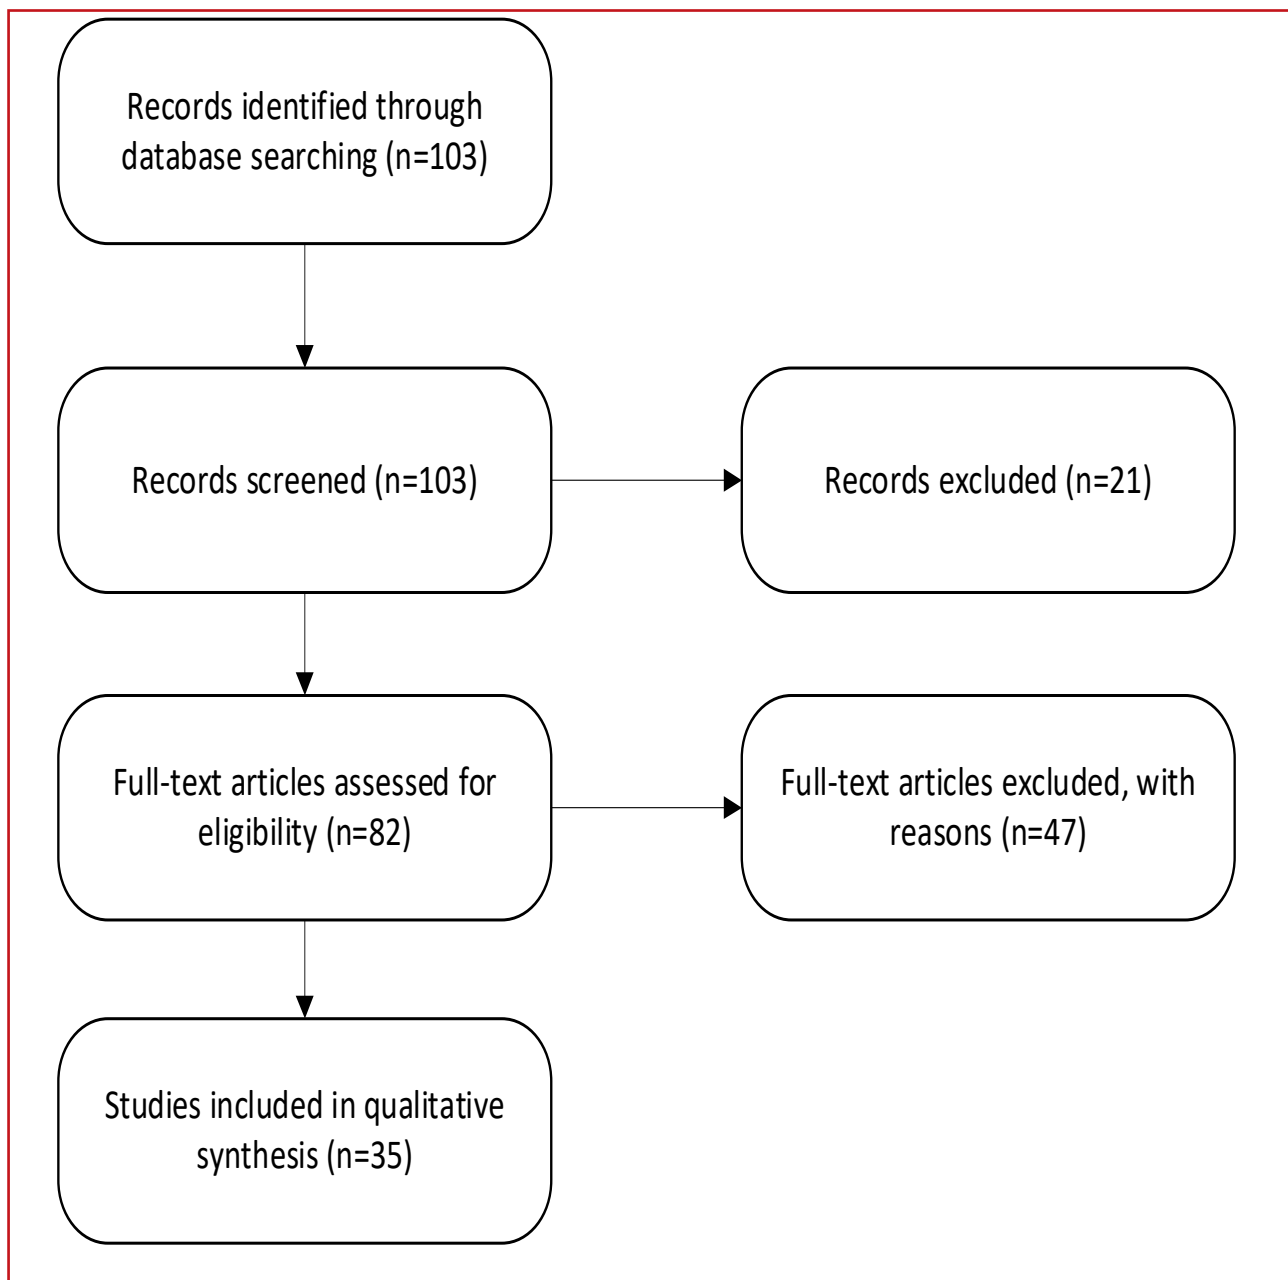 Records identified through
database searching (n=103)
Records screened (n=103)
Records excluded (n=21)
Full-text articles assessed for
eligibility (n=82)
Full-text articles excluded, with
reasons (n=47)
Studies included in qualitative
synthesis (n=35)